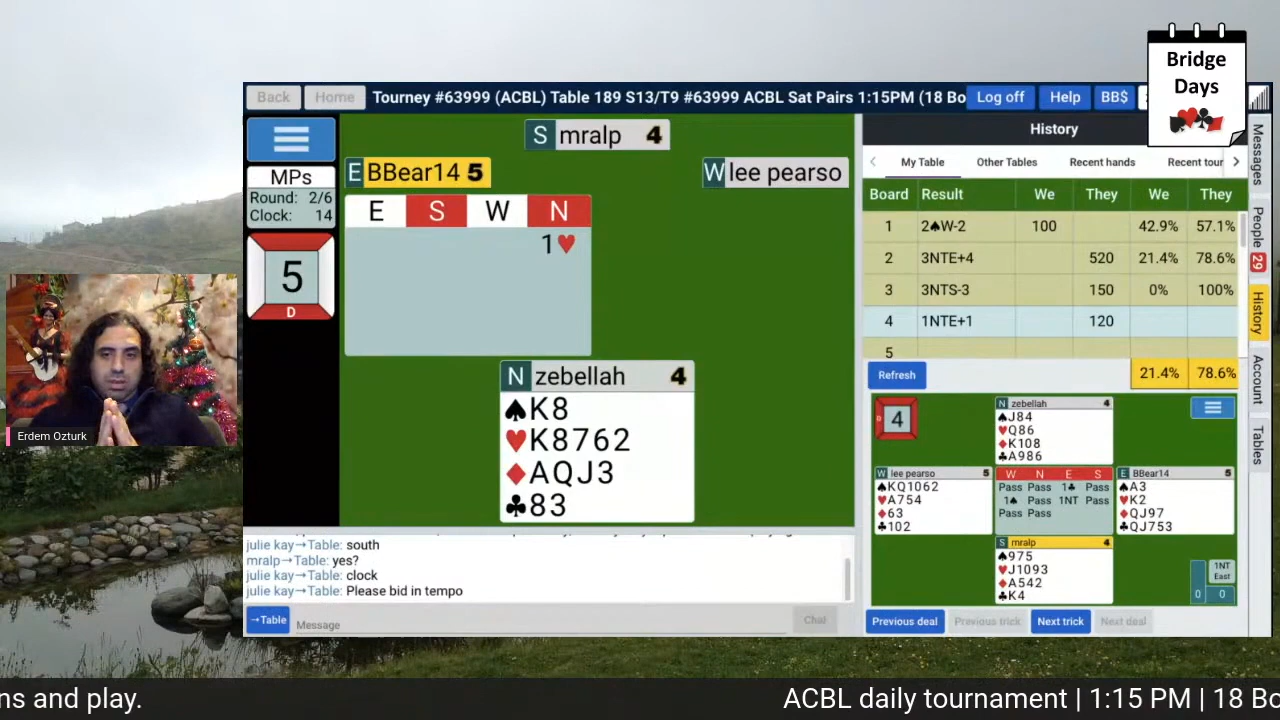 Bridge
Days
Back
Home
Tourney #63999 (ACBL) Table 189 S13/T9 #63999 ACBL Sat Pairs 1:15PM (18 Bo
Log off
Help
BB$
MPs
Round: 2/6
Clock: 14
5
D
S mralp 4
E BBear14 5
W lee pearso
E S W N
1♥
N zebellah 4
♠K8
♥K8762
♦AQJ3
♣83
julie kay→Table: south
mralp→Table: yes?
julie kay→Table: clock
julie kay→Table: Please bid in tempo
→Table
Message
Chat
History
My Table
Other Tables
Recent hands
Recent tour
Board Result We They We They
1 2♠W-2 100 42.9% 57.1%
2 3NTE+4 520 21.4% 78.6%
3 3NTS-3 150 0% 100%
4 1NTE+1 120
5
Refresh
21.4% 78.6%
4
D
N zebellah 4
♠J84
♥Q86
♦K108
♣A986
W lee pearso 5
♠KQ1062
♥A754
♦63
♣102
W N E S
Pass Pass 1♣ Pass
1♠ Pass 1NT Pass
Pass Pass
E BBear14 5
♠A3
♥K2
♦QJ97
♣QJ753
S mralp 4
♠975
♥J1093
♦A542
♣K4
1NT
East
0 0
Previous deal
Previous trick
Next trick
Next deal
Messages
People 29
History
Account
Tables
Erdem Ozturk
ns and play.
ACBL daily tournament | 1:15 PM | 18 Bo